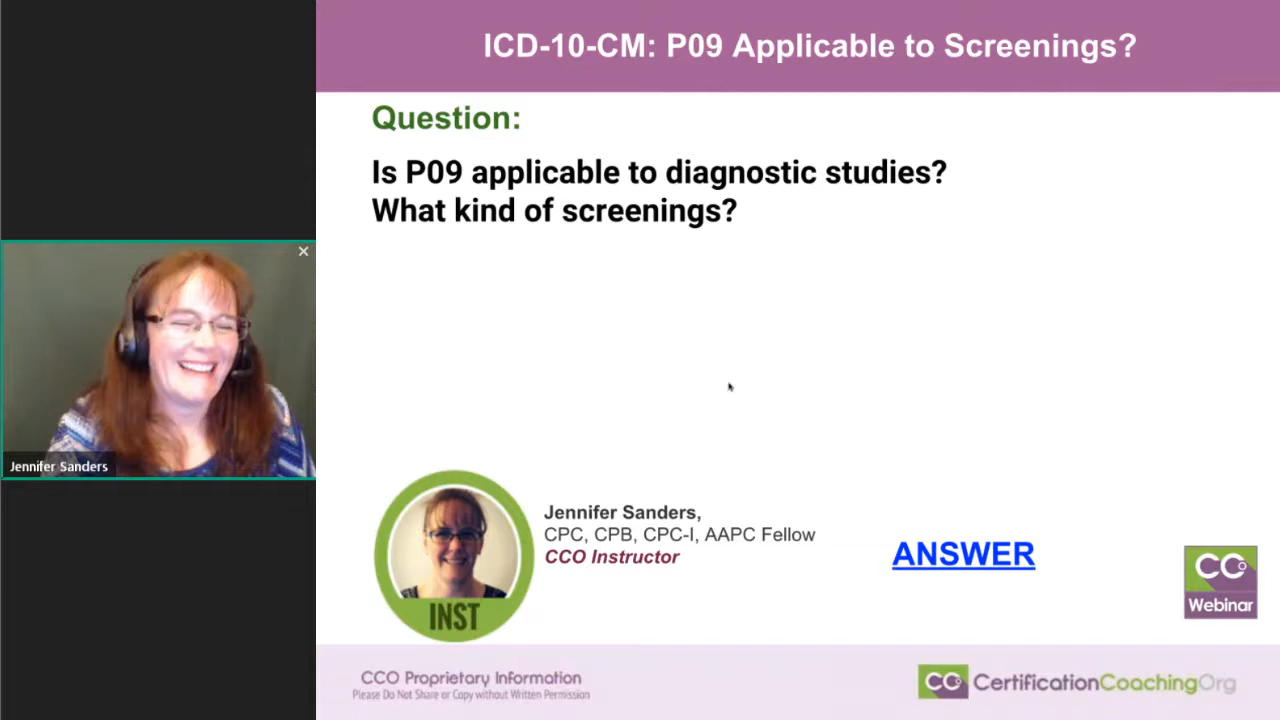 ICD-10-CM: P09 Applicable to Screenings?
Question:
Is P09 applicable to diagnostic studies?
What kind of screenings?
Jennifer Sanders
Jennifer Sanders,
CPC, CPB, CPC-I, AAPC Fellow
CCO Instructor
ANSWER
INST
CCO
Webinar
CCO Proprietary Information
Please Do Not Share or Copy without Written Permission
CCO CertificationCoachingOrg